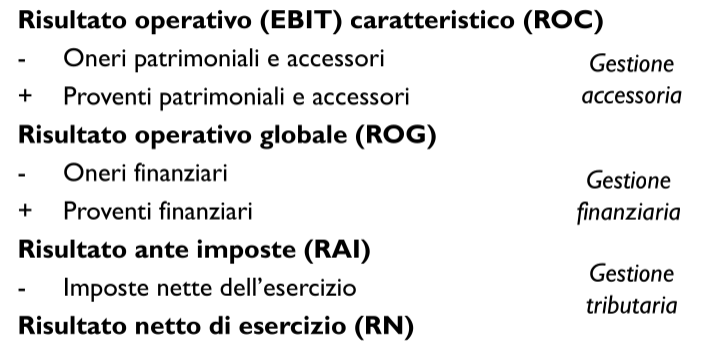 Risultato operativo (EBIT) caratteristico (ROC)
- Oneri patrimoniali e accessori
+ Proventi patrimoniali e accessori
Gestione
accessoria
Risultato operativo globale (ROG)
- Oneri finanziari
+ Proventi finanziari
Gestione
finanziaria
Risultato ante imposte (RAI)
- Imposte nette dell'esercizio
Gestione
tributaria
Risultato netto di esercizio (RN)